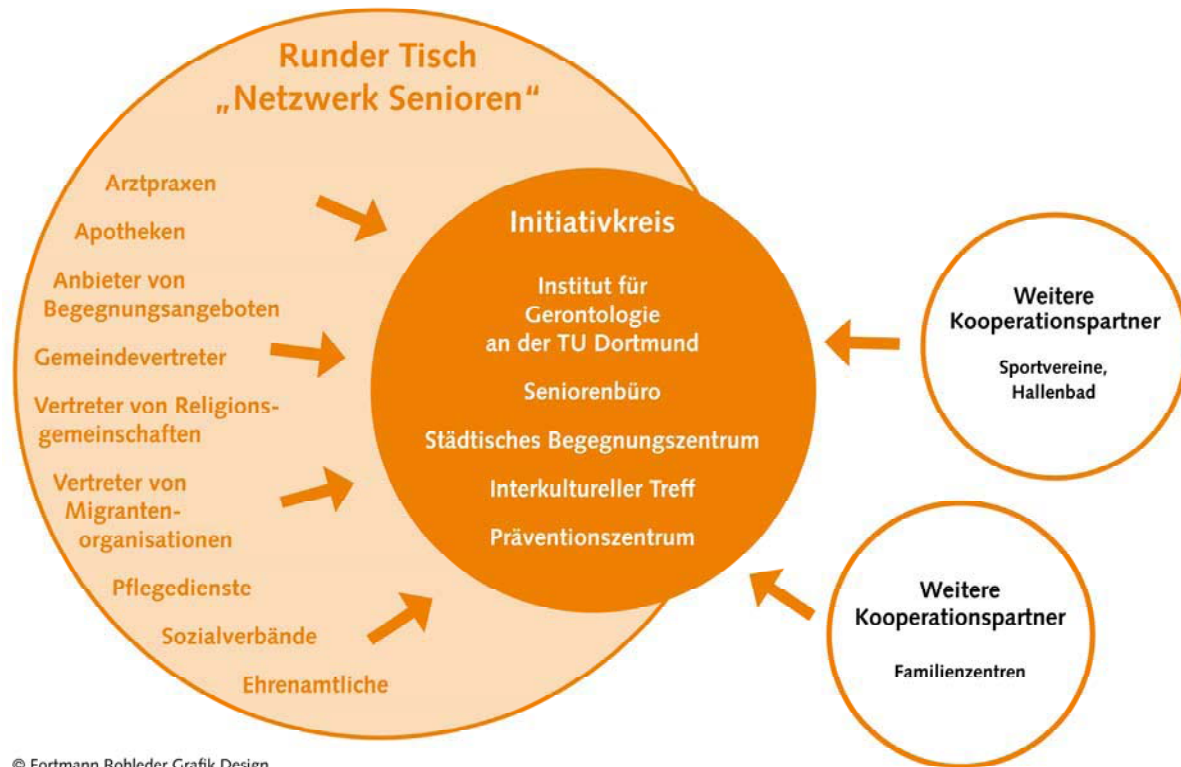 Runder Tisch
„Netzwerk Senioren“
Arztpraxen
Apotheken
Anbieter von
Begegnungsangeboten
Gemeindevertreter
Vertreter von Religions-
gemeinschaften
Vertreter von
Migranten-
organisationen
Pflegedienste
Sozialverbände
Ehrenamtliche
Initiativkreis
Institut für
Gerontologie
an der TU Dortmund
Seniorenbüro
Städtisches Begegnungszentrum
Interkultureller Treff
Präventionszentrum
Weitere
Kooperationspartner
Sportvereine,
Hallenbad
Weitere
Kooperationspartner
Familienzentren
© Fortmann Rohleder Grafik Design